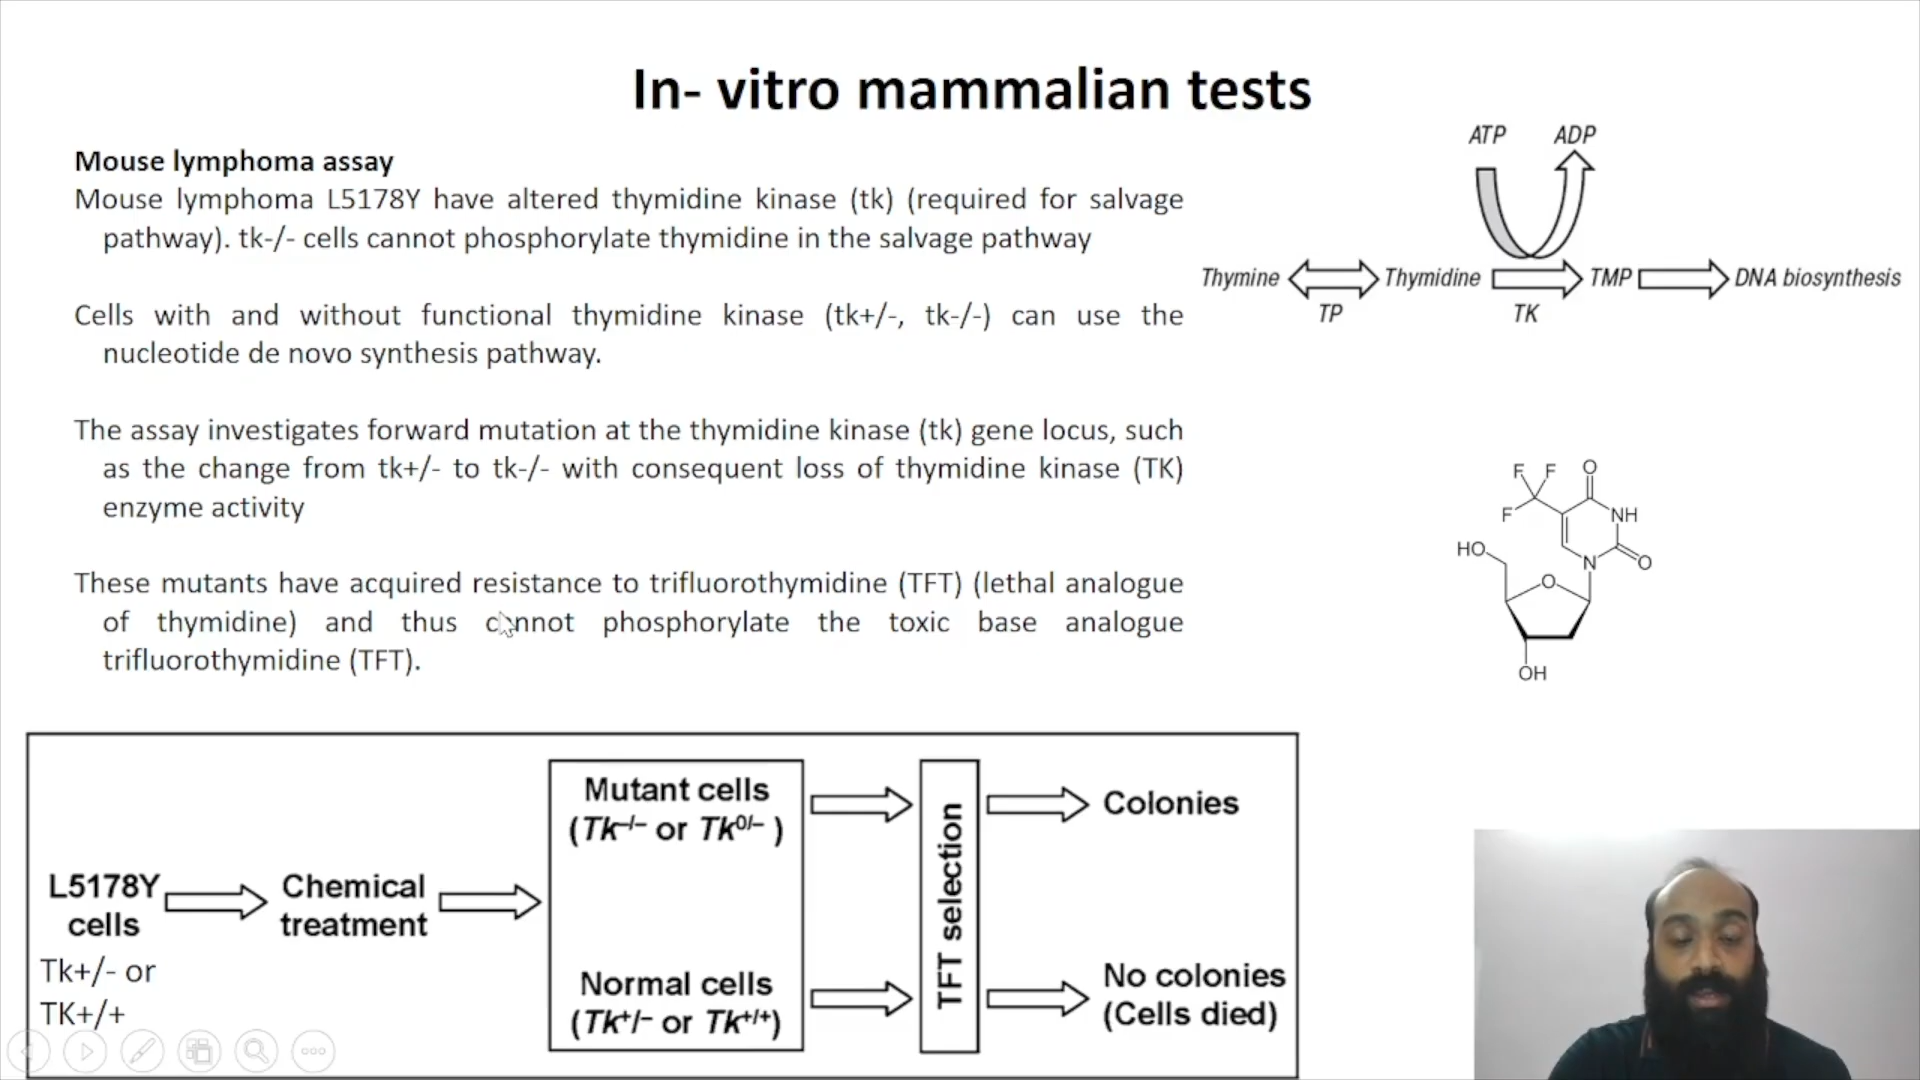 In- vitro mammalian tests
Mouse lymphoma assay
Mouse lymphoma L5178Y have altered thymidine kinase (tk) (required for salvage
pathway). tk-/- cells cannot phosphorylate thymidine in the salvage pathway
Cells with and without functional thymidine kinase (tk+/-, tk-/-) can use the
nucleotide de novo synthesis pathway.
The assay investigates forward mutation at the thymidine kinase (tk) gene locus, such
as the change from tk+/- to tk-/- with consequent loss of thymidine kinase (TK)
enzyme activity
These mutants have acquired resistance to trifluorothymidine (TFT) (lethal analogue
of thymidine) and thus cannot phosphorylate the toxic base analogue
trifluorothymidine (TFT).
ATP ADP
Thymine Thymidine TMP DNA biosynthesis
TP TK
F F O
F NH
HO O N O
OH
L5178Y
cells
Tk+/- or
TK+/+
Chemical
treatment
Mutant cells
(Tk-/- or Tk0/- )
Normal cells
(Tk+/- or Tk+/+)
TFT selection
Colonies
No colonies
(Cells died)